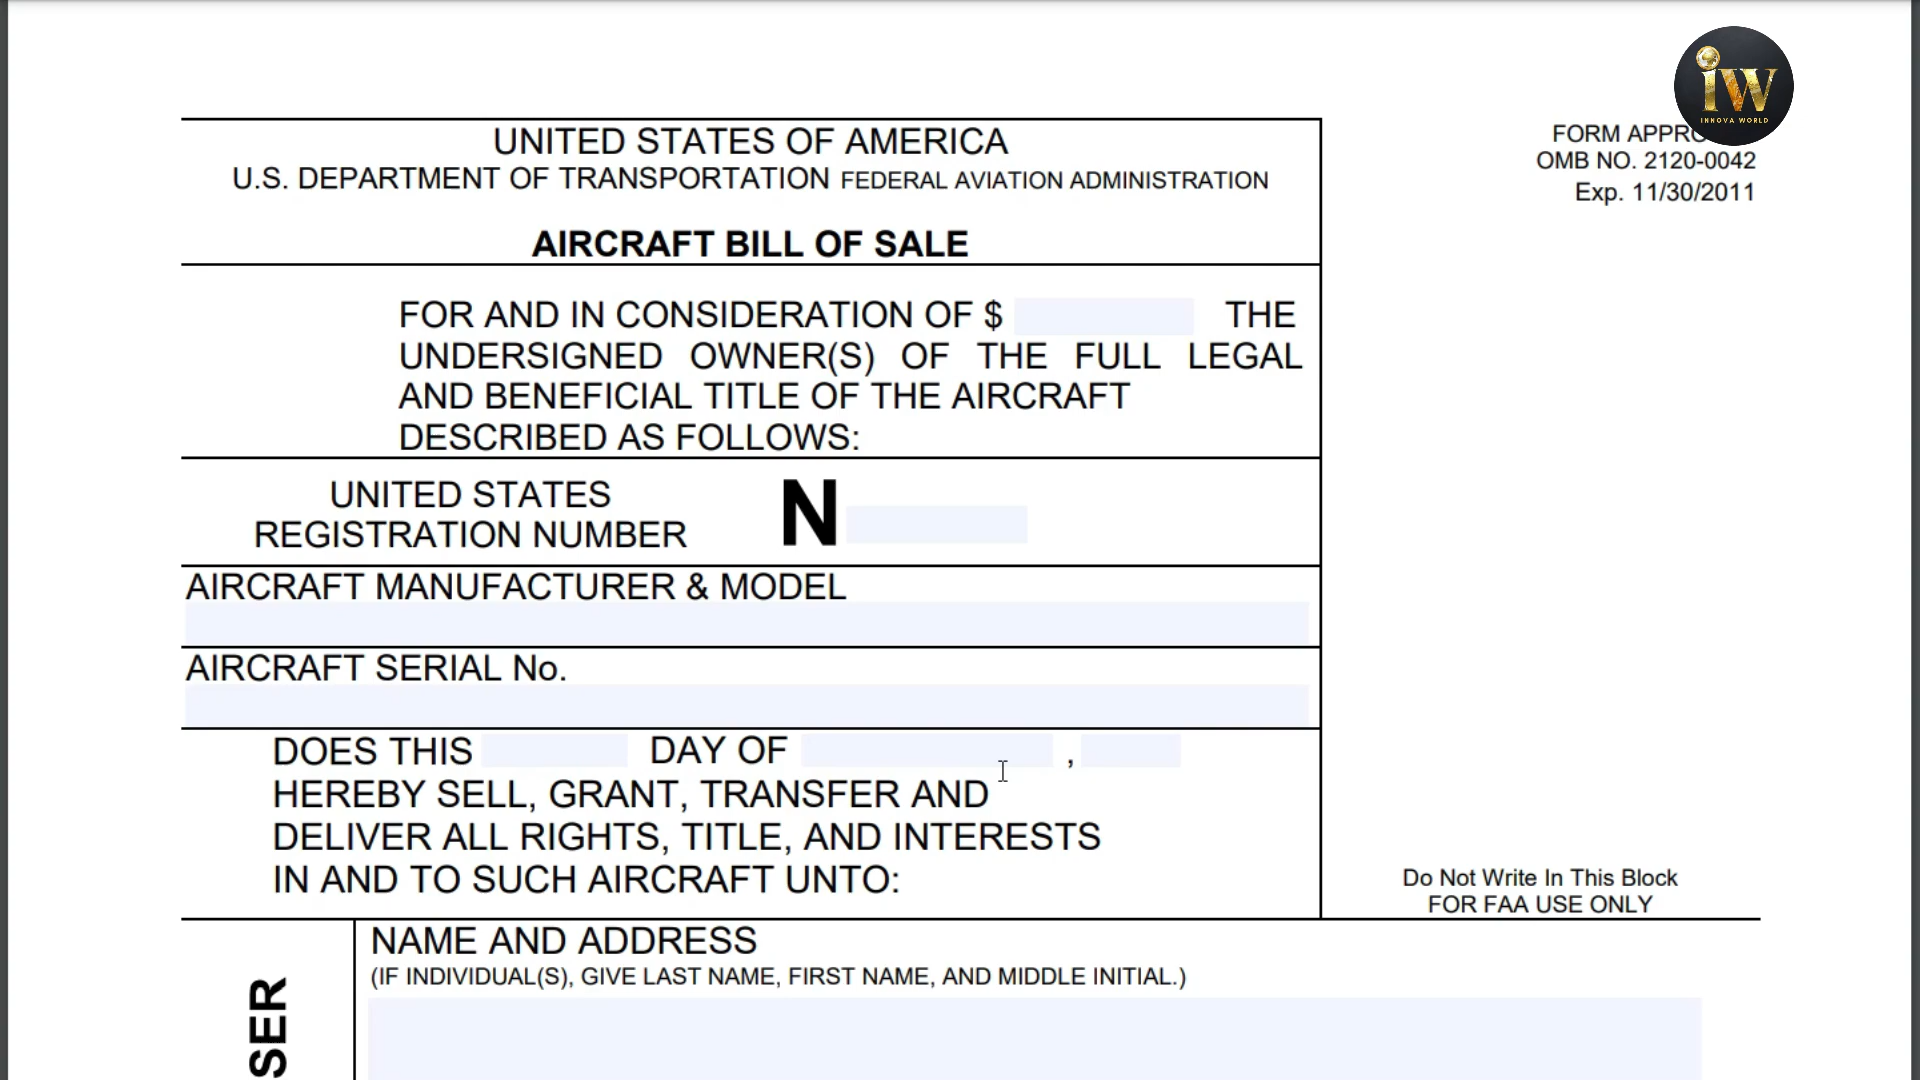 iW
INNOVA WORLD
UNITED STATES OF AMERICA
U.S. DEPARTMENT OF TRANSPORTATION FEDERAL AVIATION ADMINISTRATION
AIRCRAFT BILL OF SALE
FORM
OMB NO. 2120-0042
Exp. 11/30/2011
FOR AND IN CONSIDERATION OF $ THE
UNDERSIGNED OWNER(S) OF THE FULL LEGAL
AND BENEFICIAL TITLE OF THE AIRCRAFT
DESCRIBED AS FOLLOWS:
UNITED STATES
REGISTRATION NUMBER
N
AIRCRAFT MANUFACTURER & MODEL
AIRCRAFT SERIAL No.
DOES THIS DAY OF ,
HEREBY SELL, GRANT, TRANSFER AND
DELIVER ALL RIGHTS, TITLE, AND INTERESTS
IN AND TO SUCH AIRCRAFT UNTO:
Do Not Write In This Block
FOR FAA USE ONLY
NAME AND ADDRESS
(IF INDIVIDUAL(S), GIVE LAST NAME, FIRST NAME, AND MIDDLE INITIAL.)